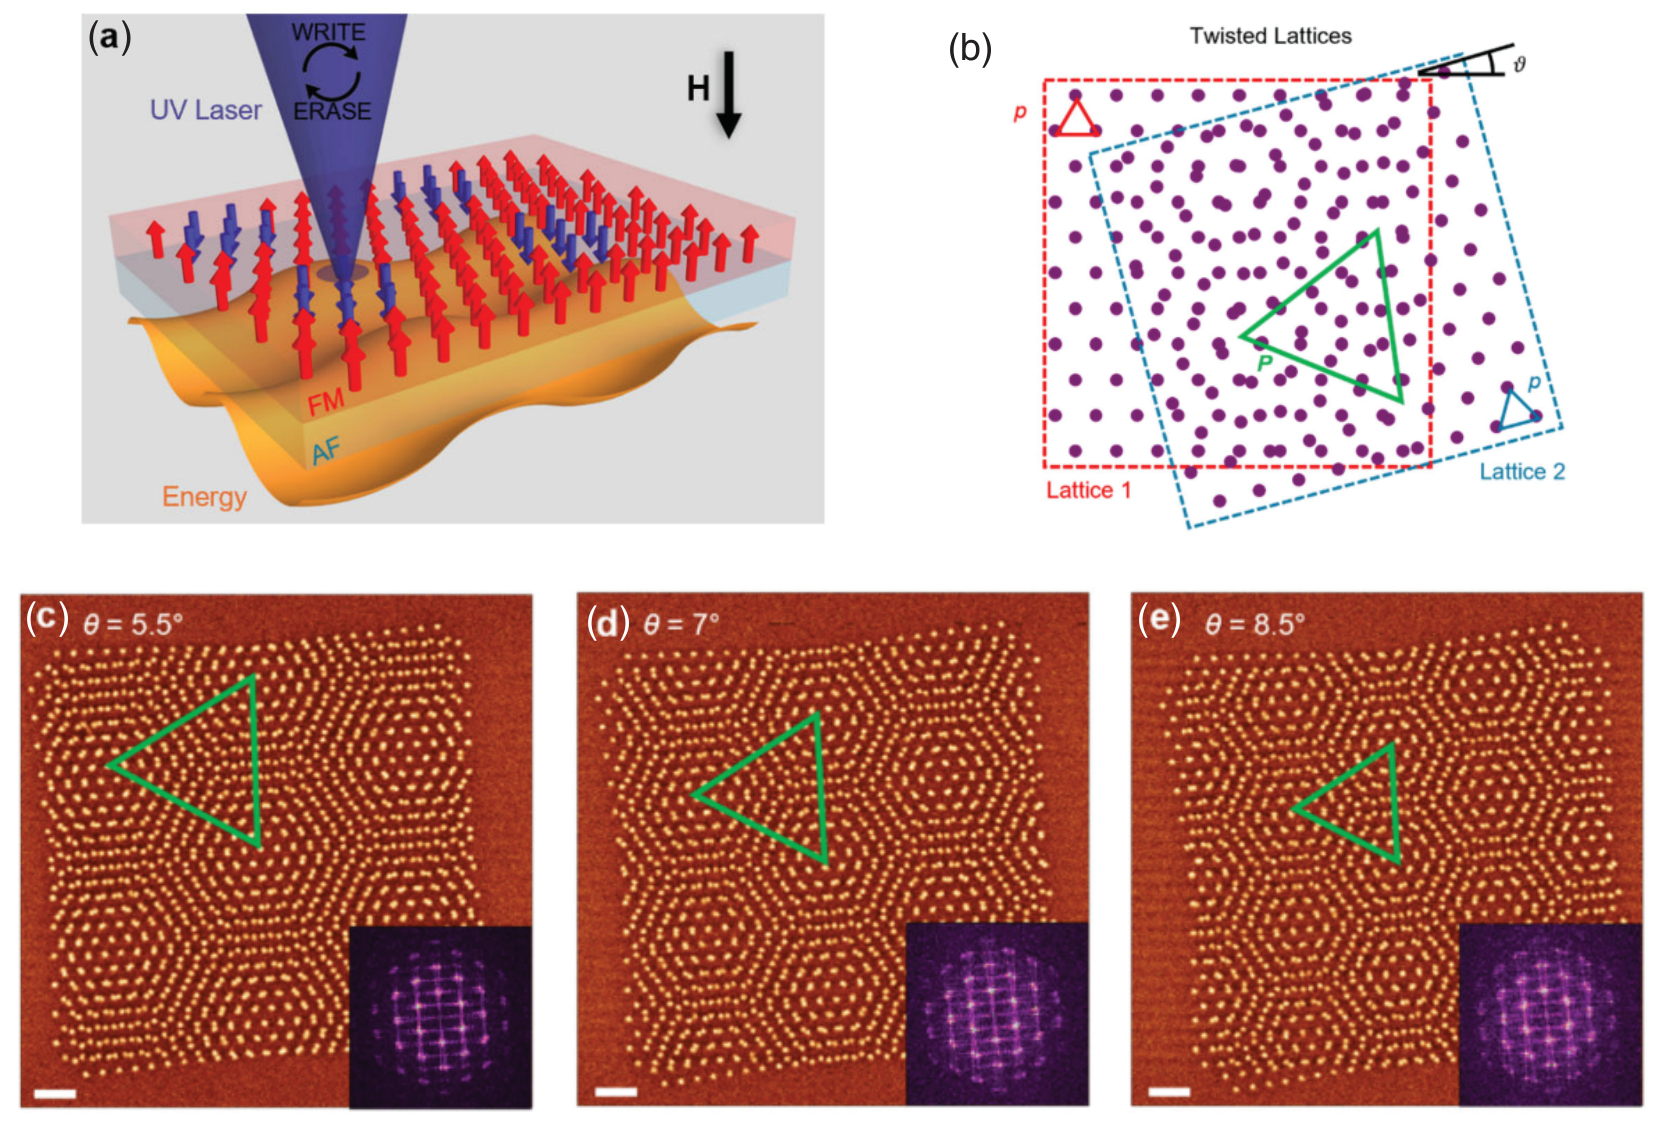 (a)
WRITE
ERASE
UV Laser
H
FM
AF
Energy
(b)
Twisted Lattices
ϑ
p
P
p
Lattice 1
Lattice 2
(c) θ = 5.5°
(d) θ = 7°
(e) θ = 8.5°